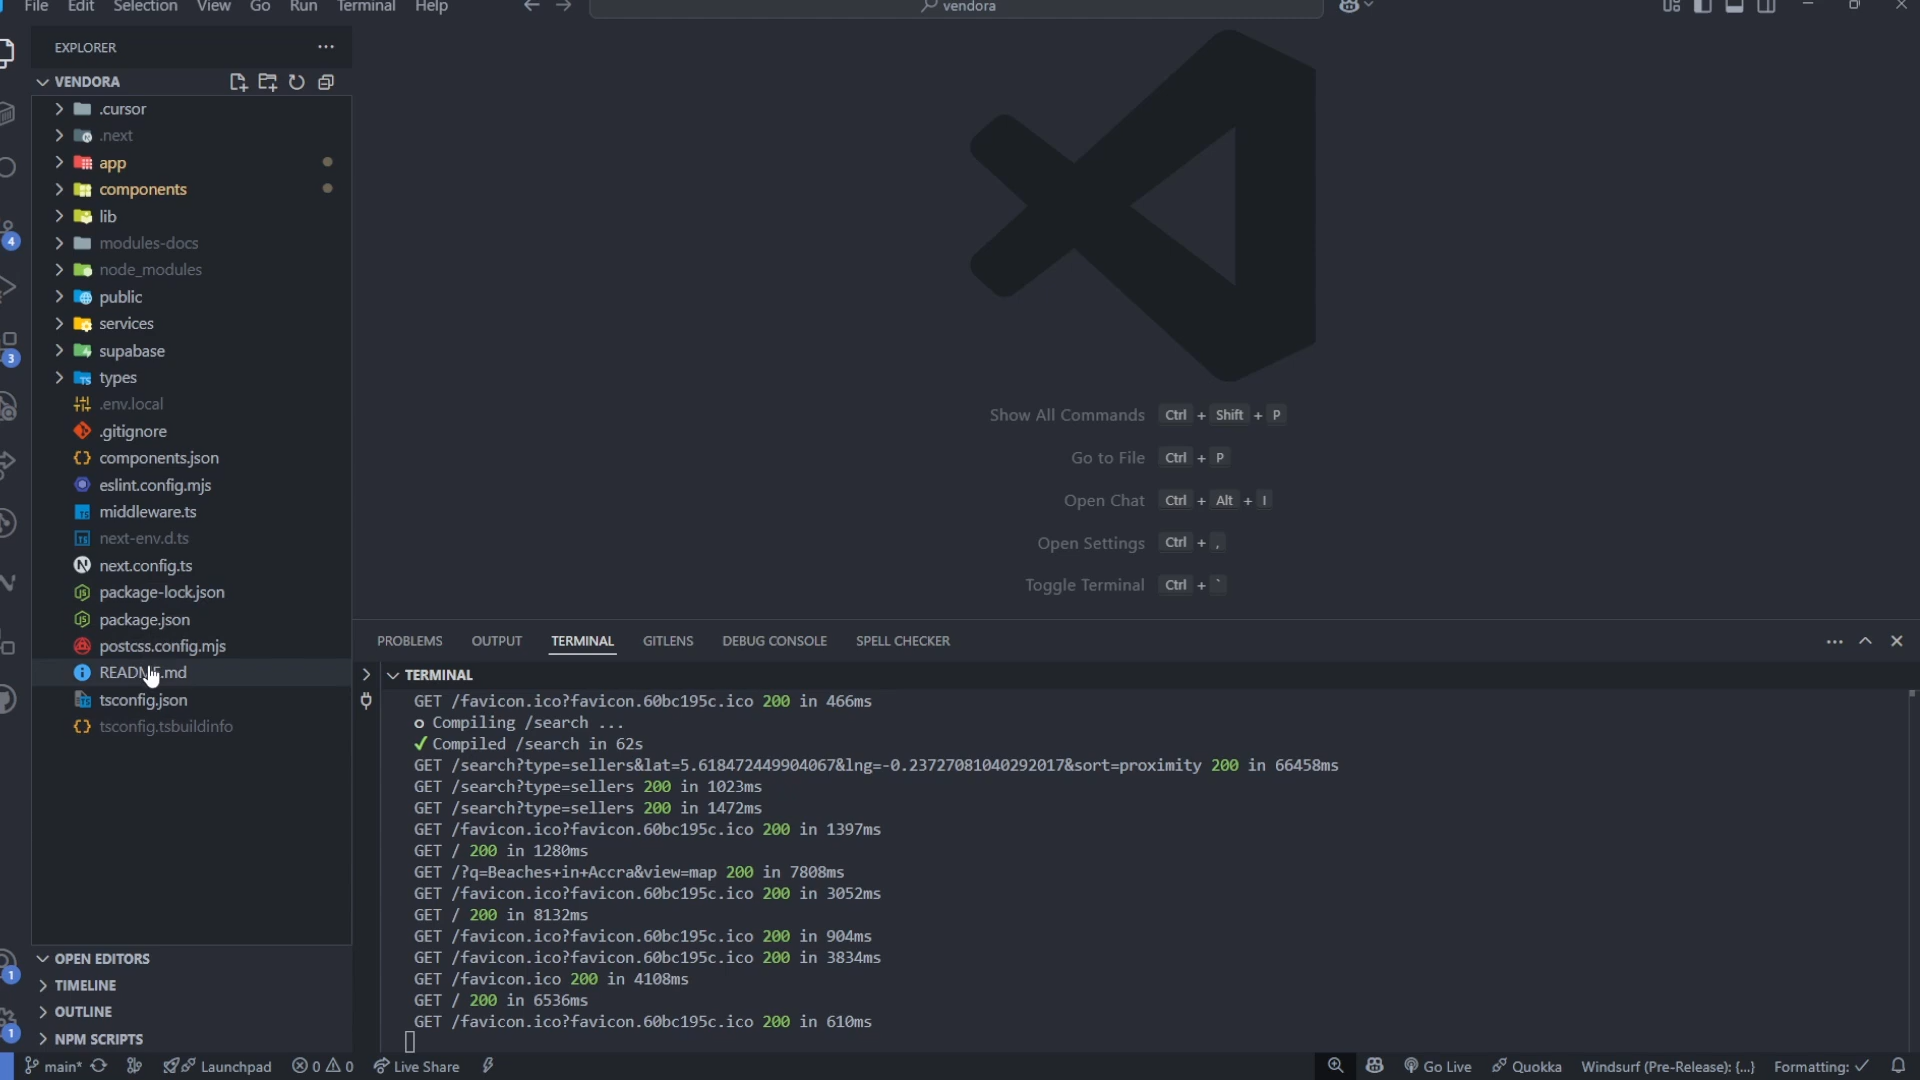 File Edit Selection View Go Run Terminal Help
vendora
EXPLORER
VENDORA
.cursor
.next
app
components
lib
modules-docs
node_modules
public
services
supabase
types
.env.local
.gitignore
components.json
eslint.config.mjs
middleware.ts
next-env.d.ts
next.config.ts
package-lock.json
package.json
postcss.config.mjs
README.md
tsconfig.json
tsconfig.tsbuildinfo
4
3
1
1
OPEN EDITORS
TIMELINE
OUTLINE
NPM SCRIPTS
Show All Commands Ctrl + Shift + P
Go to File Ctrl + P
Open Chat Ctrl + Alt + I
Open Settings Ctrl + ,
Toggle Terminal Ctrl + `
PROBLEMS OUTPUT TERMINAL GITLENS DEBUG CONSOLE SPELL CHECKER
TERMINAL
GET /favicon.ico?favicon.60bc195c.ico 200 in 466ms
○ Compiling /search ...
✓ Compiled /search in 62s
GET /search?type=sellers&lat=5.618472449904067&lng=-0.23727081040292017&sort=proximity 200 in 66458ms
GET /search?type=sellers 200 in 1023ms
GET /search?type=sellers 200 in 1472ms
GET /favicon.ico?favicon.60bc195c.ico 200 in 1397ms
GET / 200 in 1280ms
GET /?q=Beaches+in+Accra&view=map 200 in 7808ms
GET /favicon.ico?favicon.60bc195c.ico 200 in 3052ms
GET / 200 in 8132ms
GET /favicon.ico?favicon.60bc195c.ico 200 in 904ms
GET /favicon.ico?favicon.60bc195c.ico 200 in 3834ms
GET /favicon.ico 200 in 4108ms
GET / 200 in 6536ms
GET /favicon.ico?favicon.60bc195c.ico 200 in 610ms
main* Launchpad 0 0 Live Share Go Live Quokka Windsurf (Pre-Release): {...} Formatting: ✓